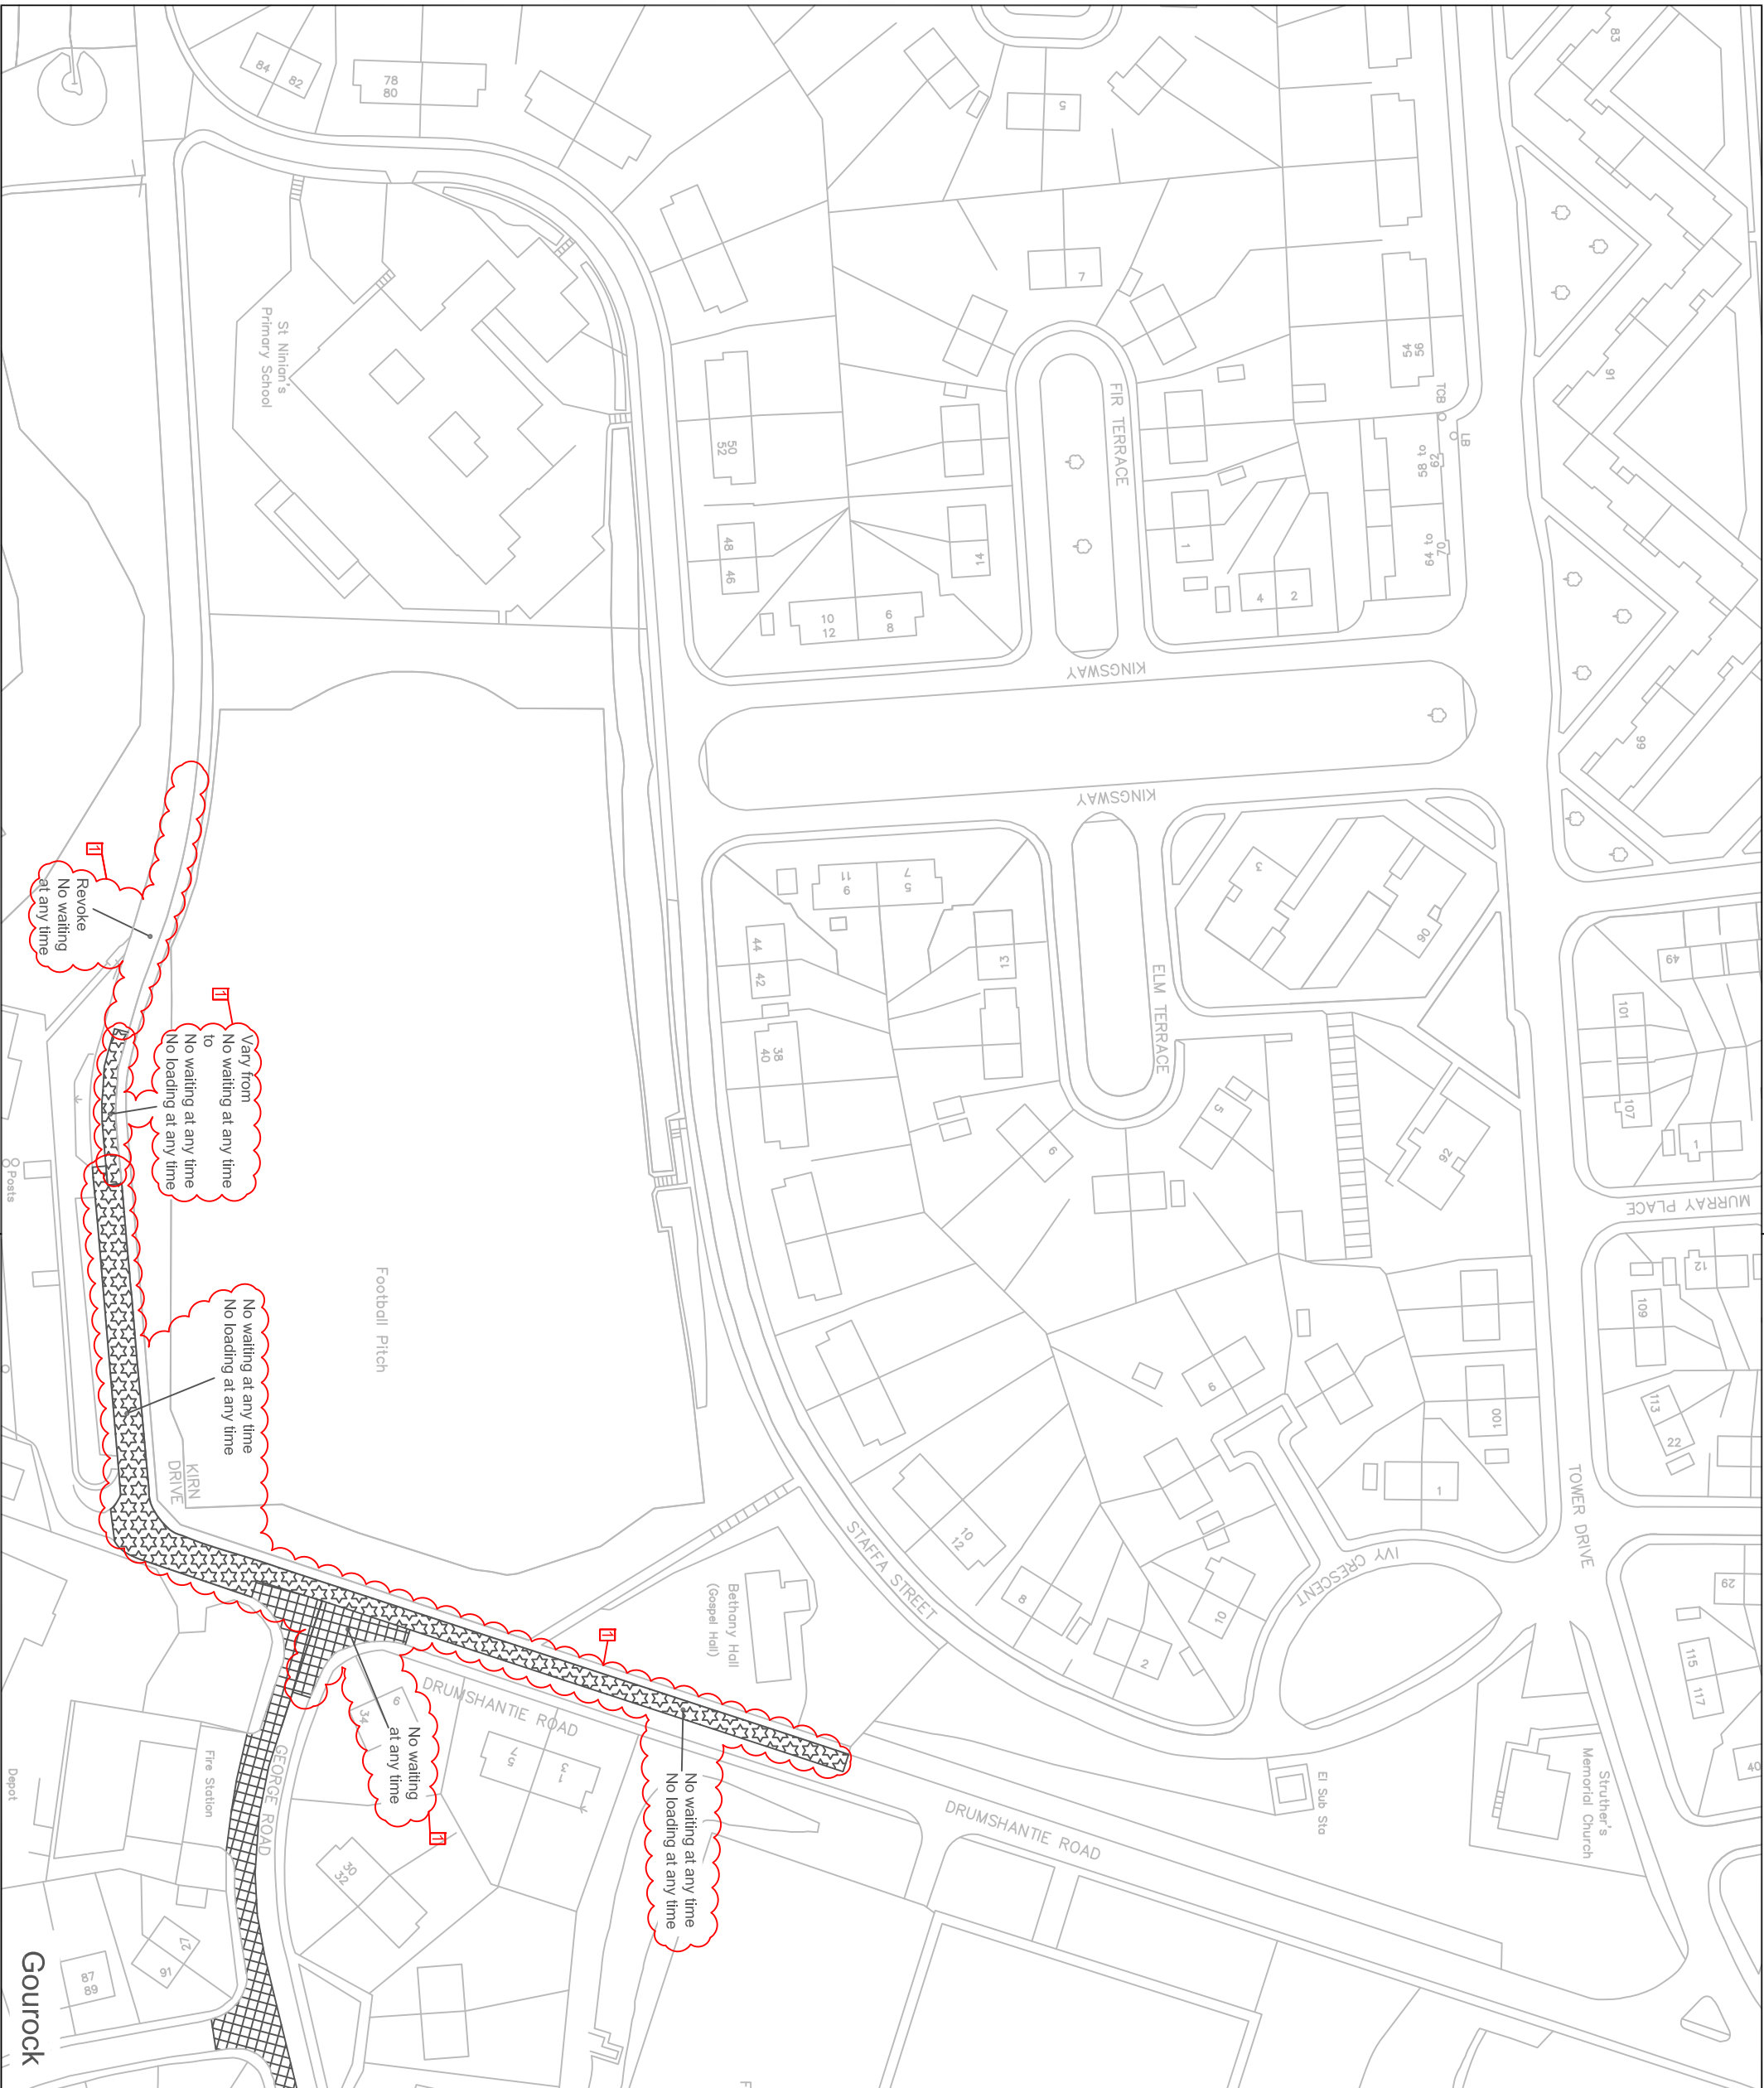 83
84
82
78
80
5
7
91
St Ninian's
Primary School
54
56
TCB
LB
50
52
FIR TERRACE
58 to
62
64 to
70
48
46
14
1
4
2
10
12
6
8
KINGSWAY
99
KINGSWAY
11
9
7
5
3
90
44
42
13
ELM TERRACE
49
101
107
1
MURRAY PLACE
38
40
5
6
92
1
Revoke
No waiting
at any time
1
Vary from
No waiting at any time
to
No waiting at any time
No loading at any time
Posts
Football Pitch
No waiting at any time
No loading at any time
KIRN
DRIVE
12
109
113
22
9
100
1
TOWER DRIVE
IVY CRESCENT
STAFFA STREET
10
12
8
10
2
29
115
117
40
Bethany Hall
(Gospel Hall)
1
DRUMSHANTIE ROAD
6
34
No waiting
at any time
1
5
7
1
3
No waiting at any time
No loading at any time
DRUMSHANTIE ROAD
El Sub Sta
Struther's
Memorial Church
GEORGE ROAD
Fire Station
Depot
30
32
27
91
87
89
Gourock